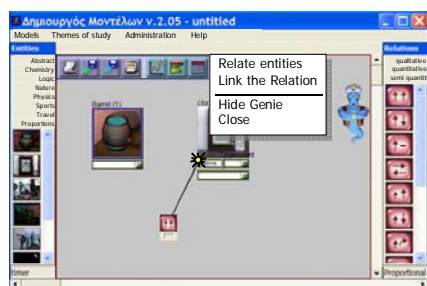 Δημιουργός Μοντέλων v.2.05 - untitled
Models Themes of study Administration Help
Entities
Relations
Abstract
Chemistry
Logic
Nature
Physics
Sports
Travel
Proportions
qualitative
quantitative
semi quantit
Relate entities
Link the Relation
Hide Genie
Close
Barrel (1)
timer
Proportional